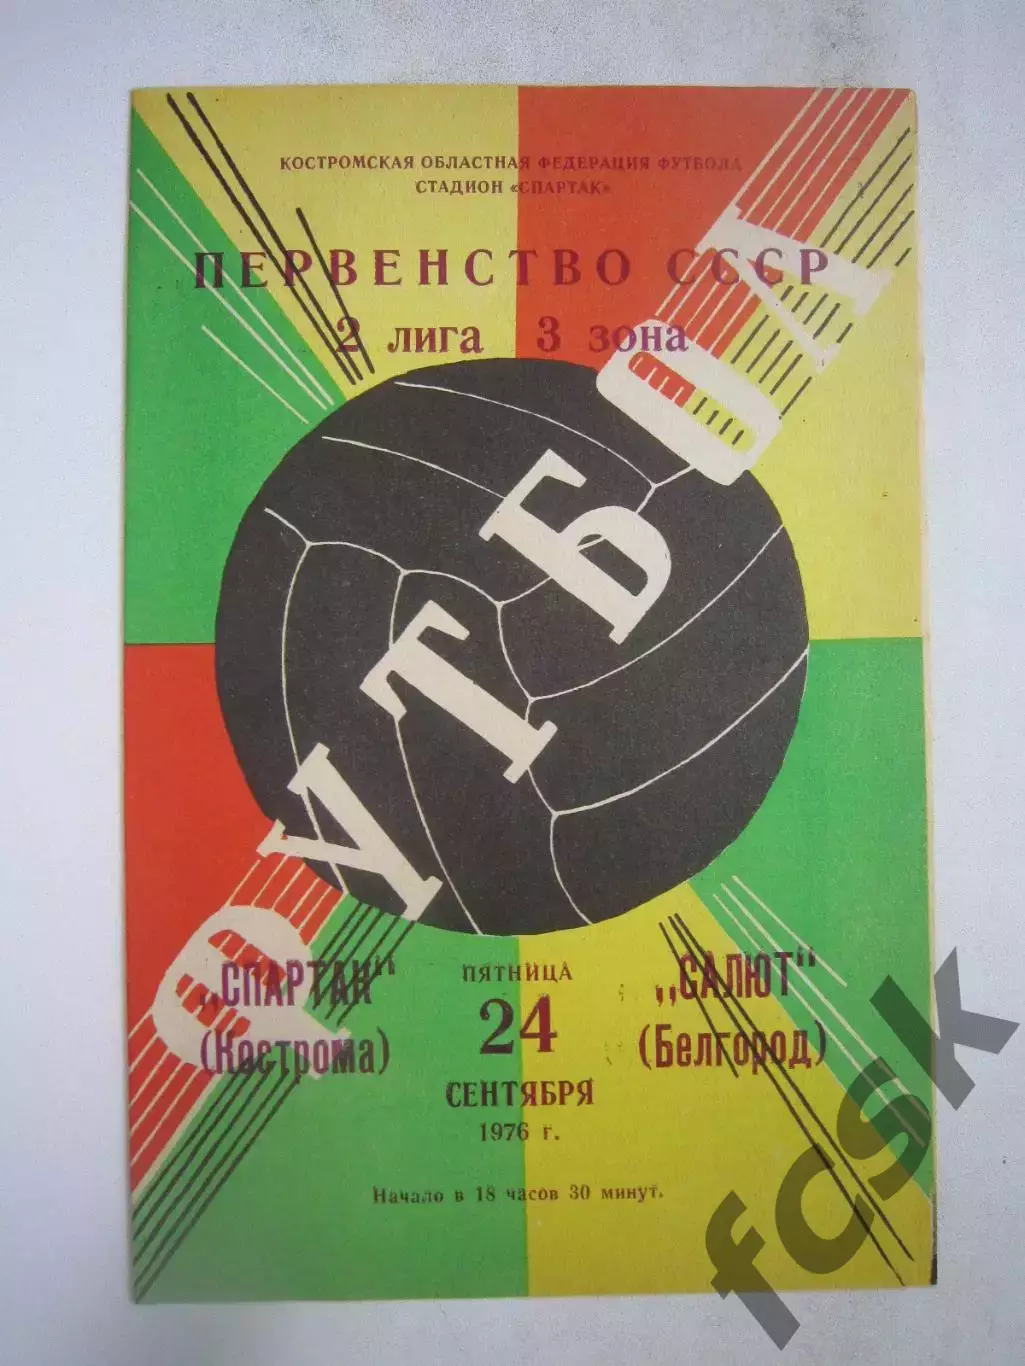 КОСТРОМСКАЯ ОБЛАСТНАЯ ФЕДЕРАЦИЯ ФУТБОЛА
СТАДИОН «СПАРТАК»
ПЕРВЕНСТВО СССР
2 лига 3 зона
ФУТБОЛ
„СПАРТАК“
(Кострома)
ПЯТНИЦА
24
СЕНТЯБРЯ
1976 г.
„САЛЮТ“
(Белгород)
Начало в 18 часов 30 минут.
fcsk